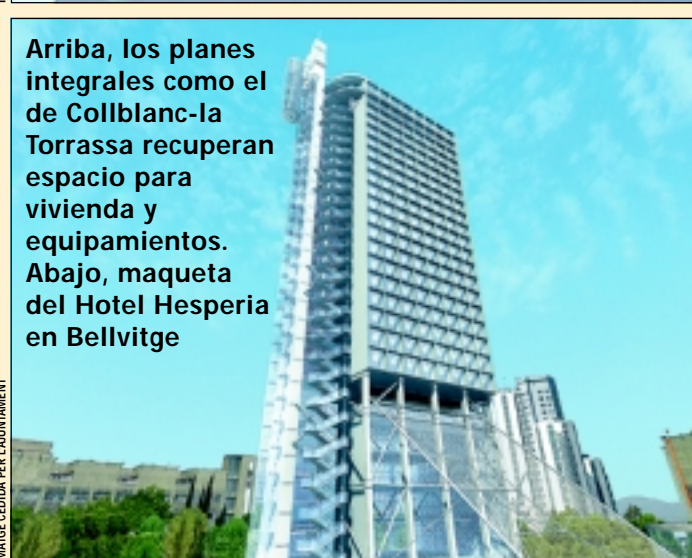 Arriba, los planes
integrales como el
de Collblanc-la
Torrassa recuperan
espacio para
vivienda y
equipamientos.
Abajo, maqueta
del Hotel Hesperia
en Bellvitge
CEDIDA PER L'AJUNTAMENT